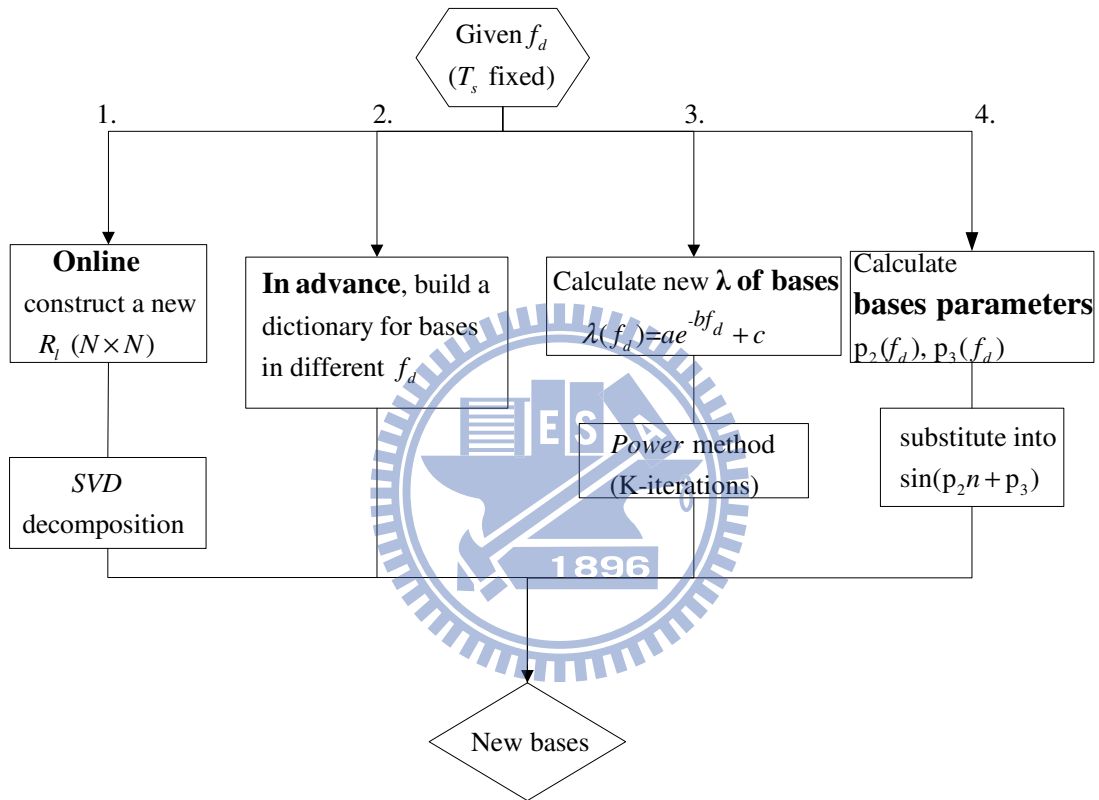 Given f_d
(T_s fixed)
1.
2.
3.
4.
Online
construct a new
R_l (N×N)
SVD
decomposition
In advance, build a
dictionary for bases
in different f_d
Calculate new λ of bases
λ(f_d)=ae^{-bf_d}+c
Power method
(K-iterations)
Calculate
bases parameters
p_2(f_d), p_3(f_d)
substitute into
sin(p_2n+p_3)
E S A
1896
New bases